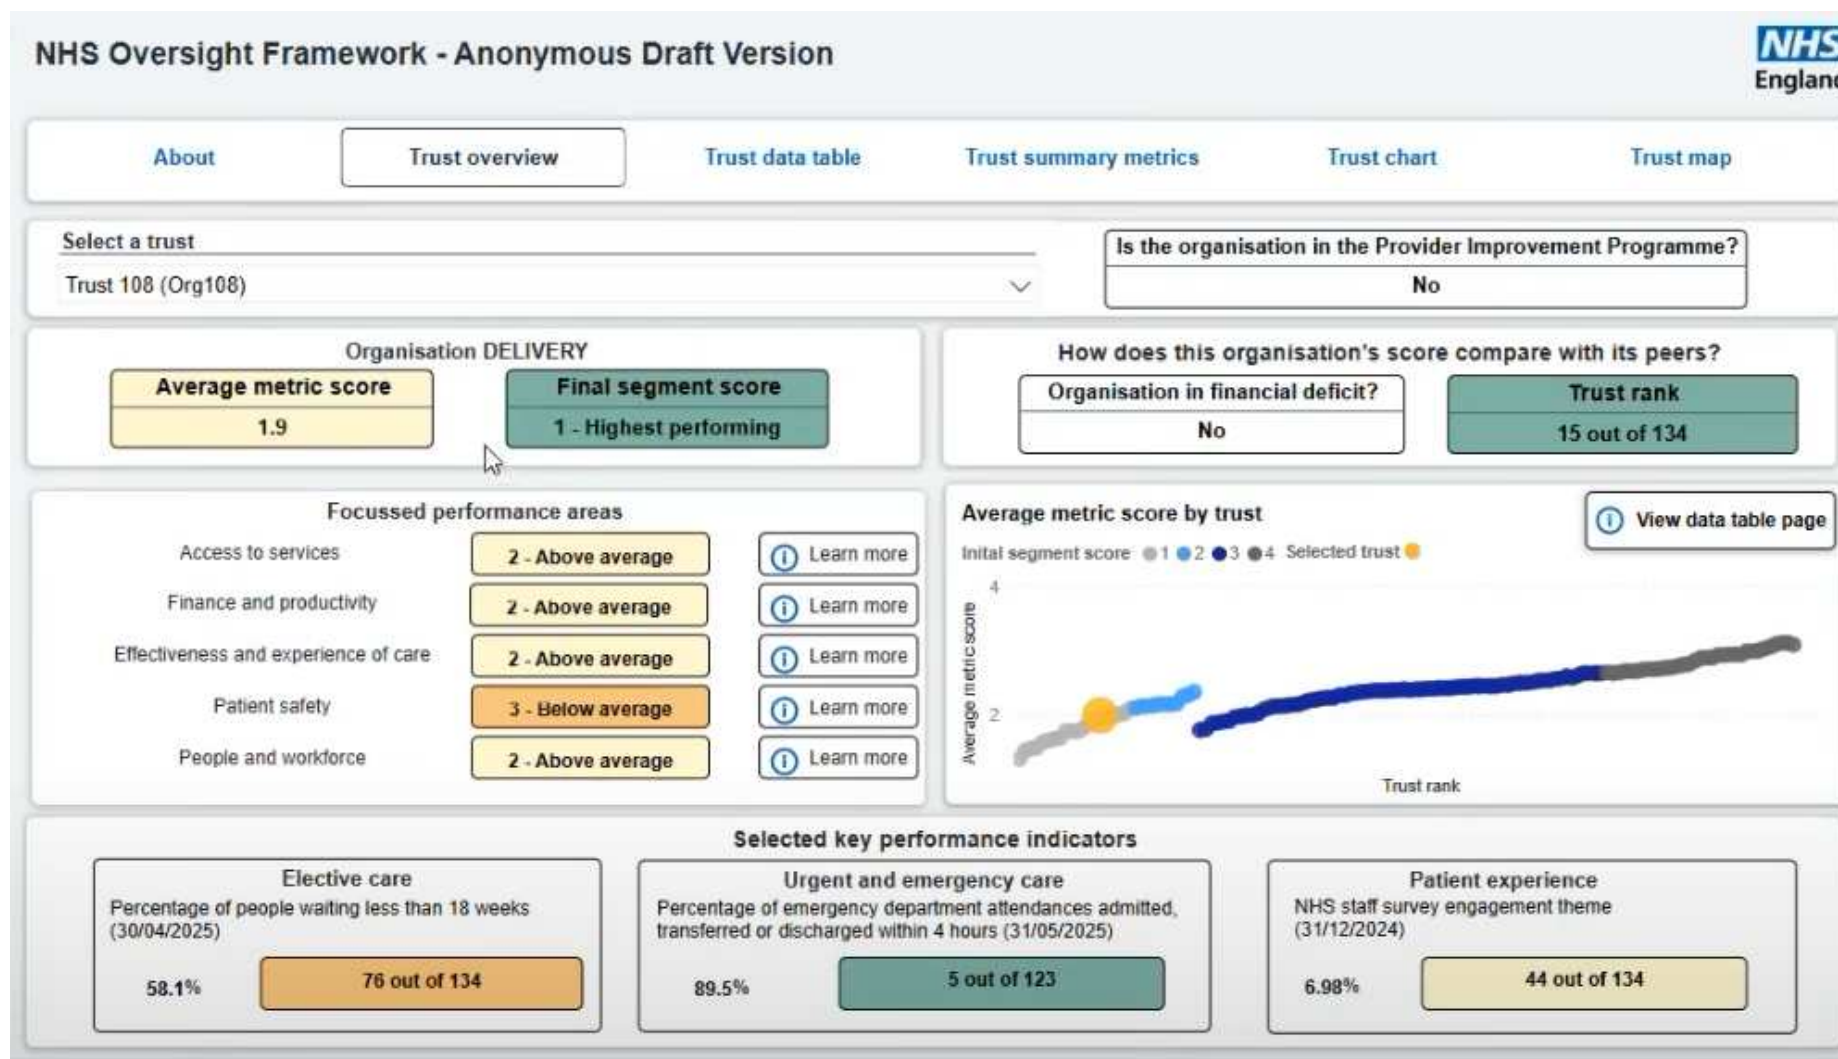 NHS Oversight Framework - Anonymous Draft Version
NHS
England
About
Trust overview
Trust data table
Trust summary metrics
Trust chart
Trust map
Select a trust
Trust 108 (Org108)
Is the organisation in the Provider Improvement Programme?
No
Organisation DELIVERY
Average metric score
1.9
Final segment score
1 - Highest performing
How does this organisation's score compare with its peers?
Organisation in financial deficit?
No
Trust rank
15 out of 134
Focussed performance areas
Access to services
2 - Above average
Learn more
Finance and productivity
2 - Above average
Learn more
Effectiveness and experience of care
2 - Above average
Learn more
Patient safety
3 - Below average
Learn more
People and workforce
2 - Above average
Learn more
Average metric score by trust
View data table page
Inital segment score 1 2 3 4 Selected trust
4
2
Average metric score
Trust rank
Selected key performance indicators
Elective care
Percentage of people waiting less than 18 weeks
(30/04/2025)
58.1%
76 out of 134
Urgent and emergency care
Percentage of emergency department attendances admitted,
transferred or discharged within 4 hours (31/05/2025)
89.5%
5 out of 123
Patient experience
NHS staff survey engagement theme
(31/12/2024)
6.98%
44 out of 134